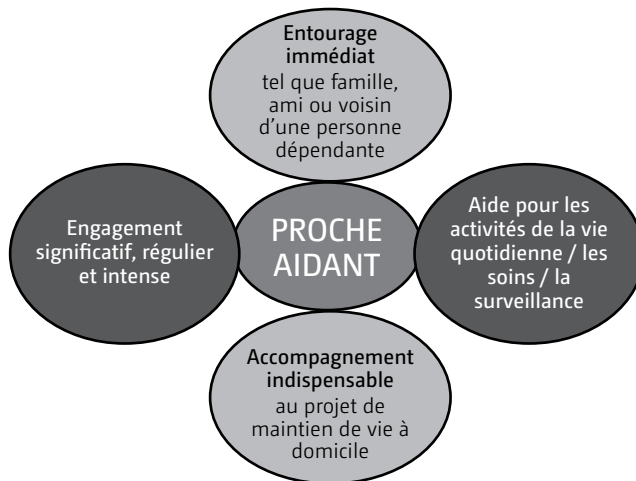 Entourage
immédiat
tel que famille,
ami ou voisin
d’une personne
dépendante
Engagement
significatif, régulier
et intense
PROCHE
AIDANT
Aide pour les
activités de la vie
quotidienne / les
soins / la
surveillance
Accompagnement
indispensable
au projet de
maintien de vie à
domicile